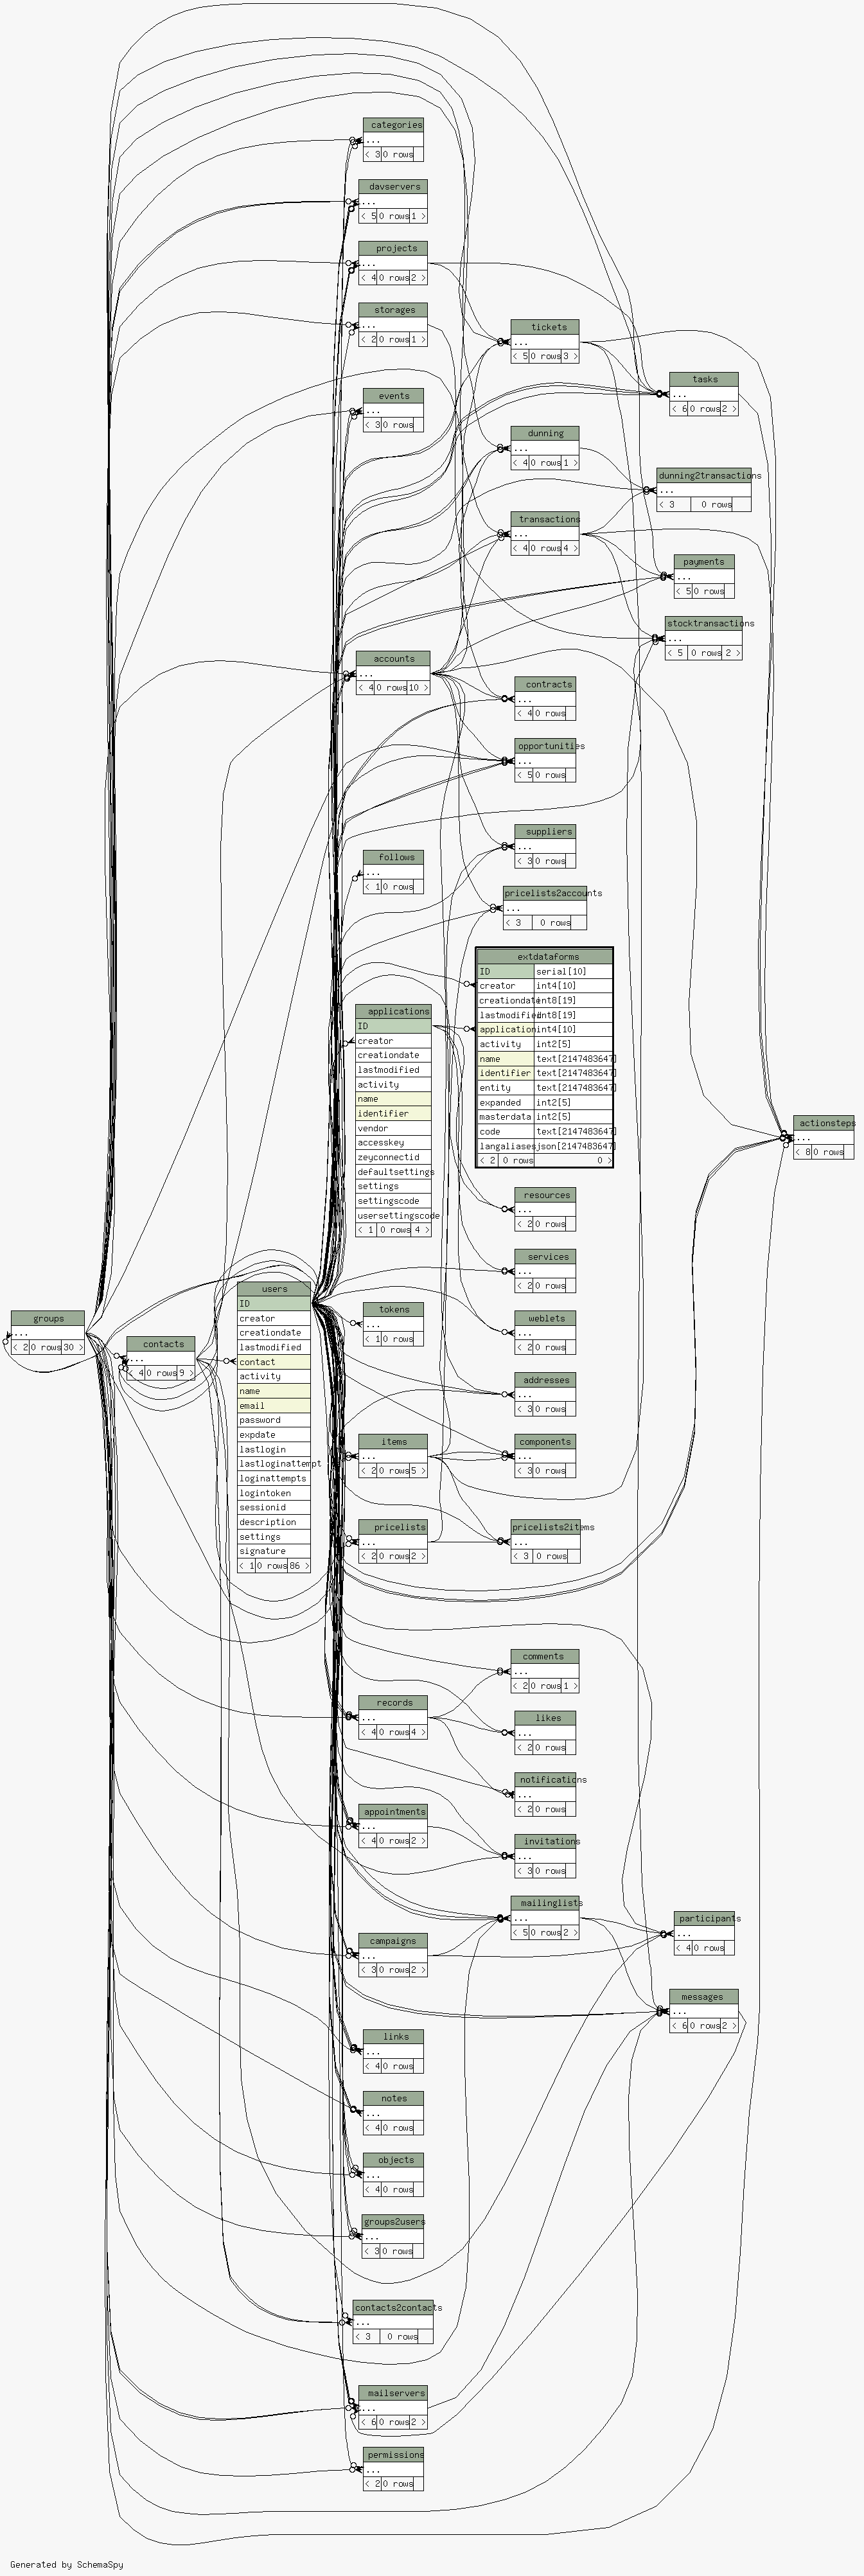 categories
...
< 3 0 rows
davservers
...
< 5 0 rows 1 >
projects
...
< 4 0 rows 2 >
storages
...
< 2 0 rows 1 >
tickets
...
< 5 0 rows 3 >
tasks
...
< 6 0 rows 2 >
events
...
< 3 0 rows
dunning
...
< 4 0 rows 1 >
dunning2transactions
...
< 3 0 rows
transactions
...
< 4 0 rows 4 >
payments
...
< 5 0 rows
stocktransactions
...
< 5 0 rows 2 >
accounts
...
< 4 0 rows 10 >
contracts
...
< 4 0 rows
opportunities
...
< 5 0 rows
suppliers
...
< 3 0 rows
follows
...
< 1 0 rows
pricelists2accounts
...
< 3 0 rows
extdataforms
ID serial[10]
creator int4[10]
creationdate int8[19]
lastmodified int8[19]
application int4[10]
activity int2[5]
name text[2147483647]
identifier text[2147483647]
entity text[2147483647]
expanded int2[5]
masterdata int2[5]
code text[2147483647]
langaliases json[2147483647]
< 2 0 rows 0 >
applications
ID
creator
creationdate
lastmodified
activity
name
identifier
vendor
accesskey
zeyconnectid
defaultsettings
settings
settingscode
usersettingscode
< 1 0 rows 4 >
actionsteps
...
< 8 0 rows
resources
...
< 2 0 rows
services
...
< 2 0 rows
groups
...
< 2 0 rows 30 >
contacts
...
< 4 0 rows 9 >
users
ID
creator
creationdate
lastmodified
contact
activity
name
email
password
expdate
lastlogin
lastloginattempt
loginattempts
logintoken
sessionid
description
settings
signature
< 1 0 rows 86 >
tokens
...
< 1 0 rows
weblets
...
< 2 0 rows
addresses
...
< 3 0 rows
items
...
< 2 0 rows 5 >
components
...
< 3 0 rows
pricelists
...
< 2 0 rows 2 >
pricelists2items
...
< 3 0 rows
comments
...
< 2 0 rows 1 >
records
...
< 4 0 rows 4 >
likes
...
< 2 0 rows
notifications
...
< 2 0 rows
appointments
...
< 4 0 rows 2 >
invitations
...
< 3 0 rows
mailinglists
...
< 5 0 rows 2 >
participants
...
< 4 0 rows
campaigns
...
< 3 0 rows 2 >
messages
...
< 6 0 rows 2 >
links
...
< 4 0 rows
notes
...
< 4 0 rows
objects
...
< 4 0 rows
groups2users
...
< 3 0 rows
contacts2contacts
...
< 3 0 rows
mailservers
...
< 6 0 rows 2 >
permissions
...
< 2 0 rows
Generated by SchemaSpy